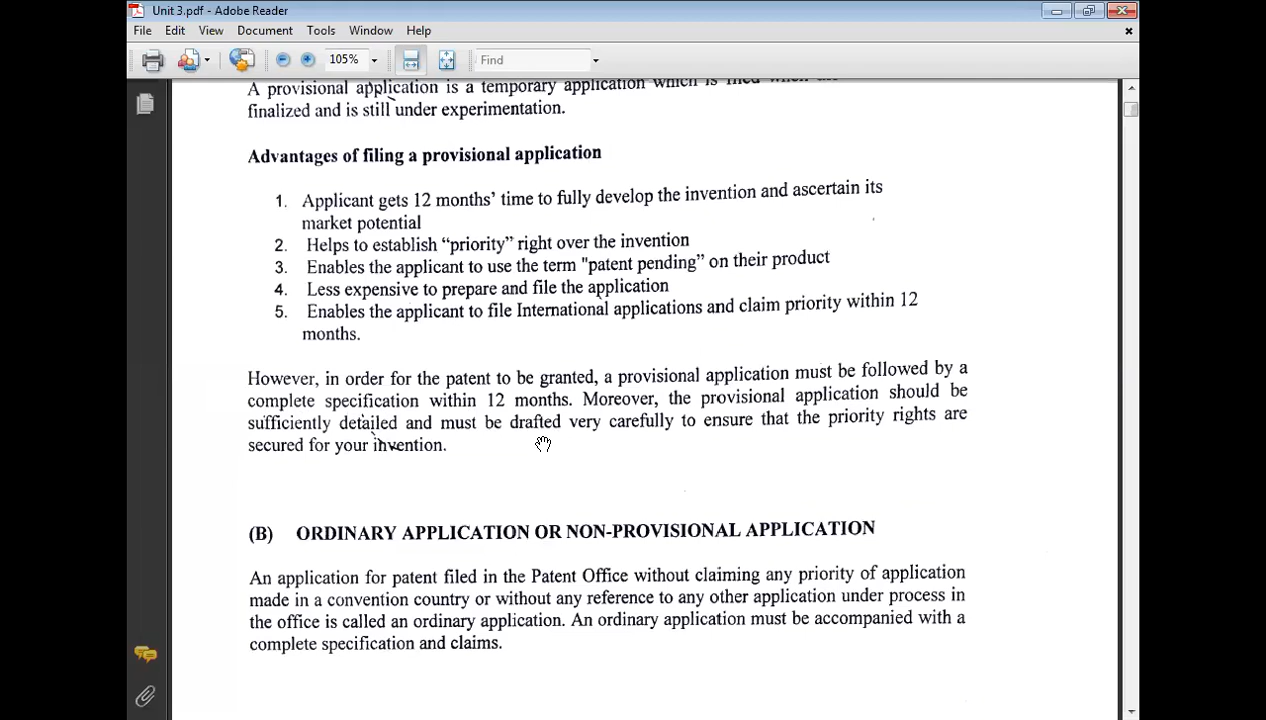 Unit 3.pdf - Adobe Reader
File Edit View Document Tools Window Help
105% Find
A provisional application is a temporary application which is filed when the
finalized and is still under experimentation.
Advantages of filing a provisional application
1. Applicant gets 12 months' time to fully develop the invention and ascertain its
market potential
2. Helps to establish “priority” right over the invention
3. Enables the applicant to use the term "patent pending” on their product
4. Less expensive to prepare and file the application
5. Enables the applicant to file International applications and claim priority within 12
months.
However, in order for the patent to be granted, a provisional application must be followed by a
complete specification within 12 months. Moreover, the provisional application should be
sufficiently detailed and must be drafted very carefully to ensure that the priority rights are
secured for your invention.
(B) ORDINARY APPLICATION OR NON-PROVISIONAL APPLICATION
An application for patent filed in the Patent Office without claiming any priority of application
made in a convention country or without any reference to any other application under process in
the office is called an ordinary application. An ordinary application must be accompanied with a
complete specification and claims.